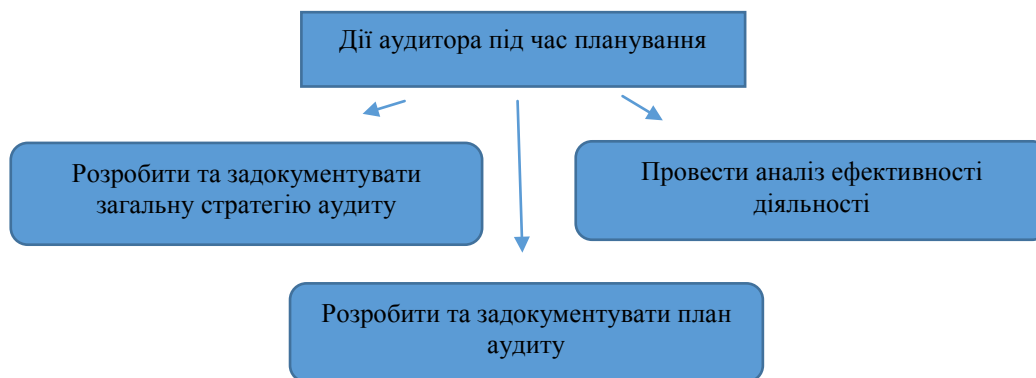 Дії аудитора під час планування
Розробити та задокументувати
загальну стратегію аудиту
Провести аналіз ефективності
діяльності
Розробити та задокументувати план
аудиту